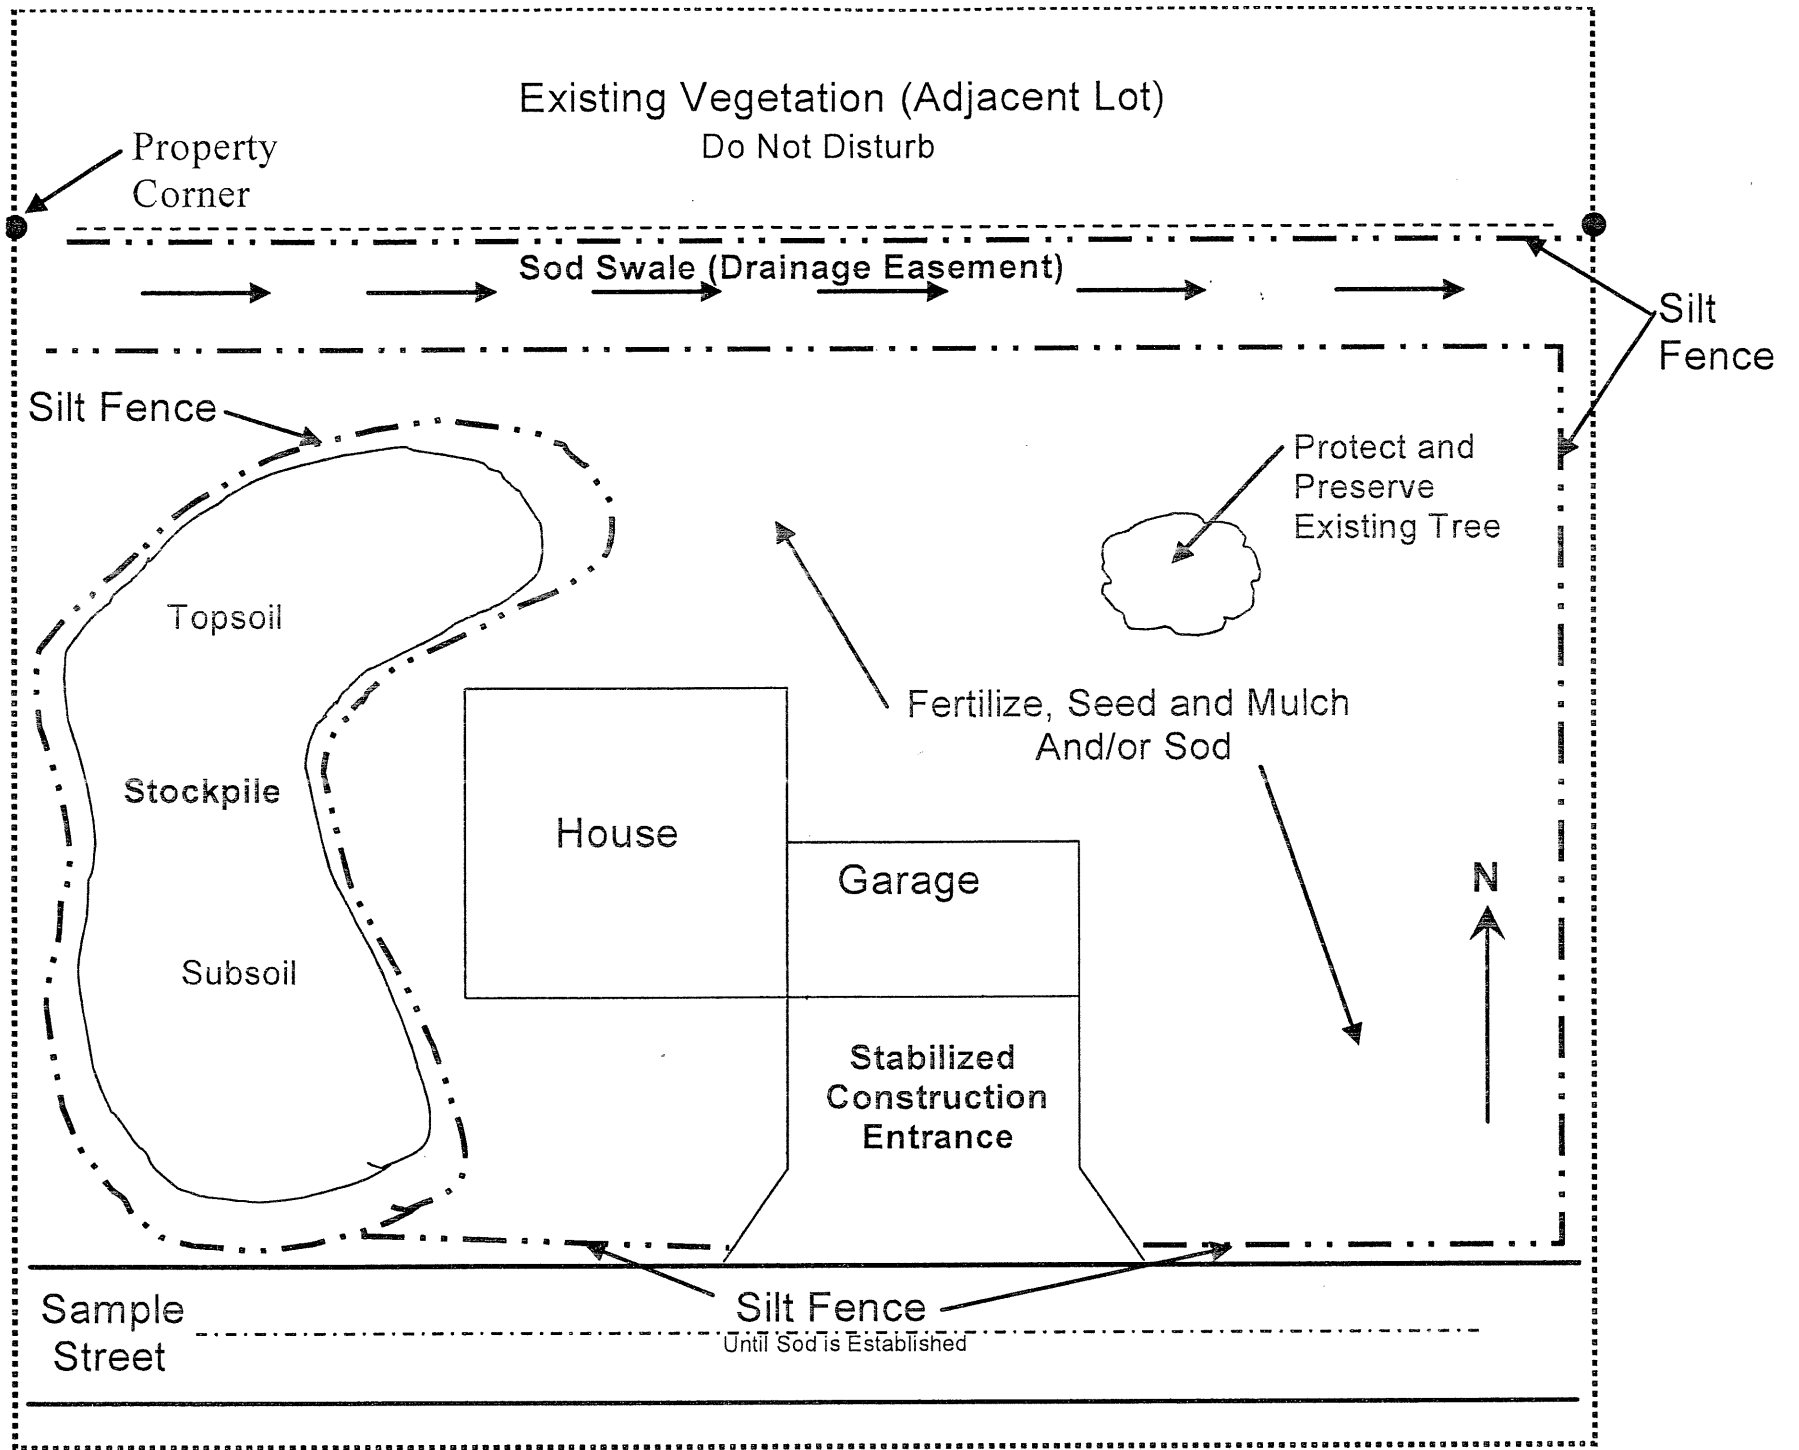 Existing Vegetation (Adjacent Lot)
Do Not Disturb
Property
Corner
Sod Swale (Drainage Easement)
Silt
Fence
Silt Fence
Protect and
Preserve
Existing Tree
Topsoil
Fertilize, Seed and Mulch
And/or Sod
Stockpile
House
Garage
N
Subsoil
Stabilized
Construction
Entrance
Sample
Street
Silt Fence
Until Sod is Established